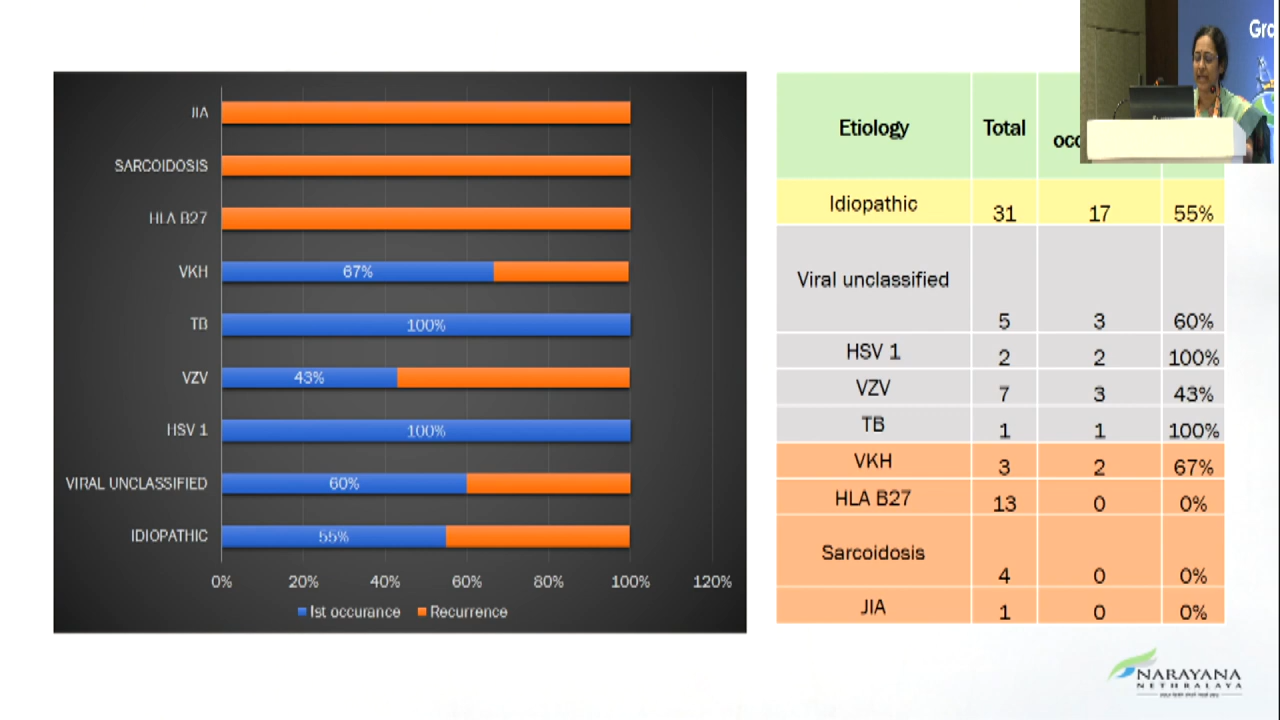 JIA
SARCOIDOSIS
HLA B27
VKH
67%
TB
100%
VZV
43%
HSV 1
100%
VIRAL UNCLASSIFIED
60%
IDIOPATHIC
55%
0% 20% 40% 60% 80% 100% 120%
Ist occurance Recurrence
Etiology Total
Idiopathic 31 17 55%
Viral unclassified 5 3 60%
HSV 1 2 2 100%
VZV 7 3 43%
TB 1 1 100%
VKH 3 2 67%
HLA B27 13 0 0%
Sarcoidosis 4 0 0%
JIA 1 0 0%
NARAYANA
NETHRALAYA